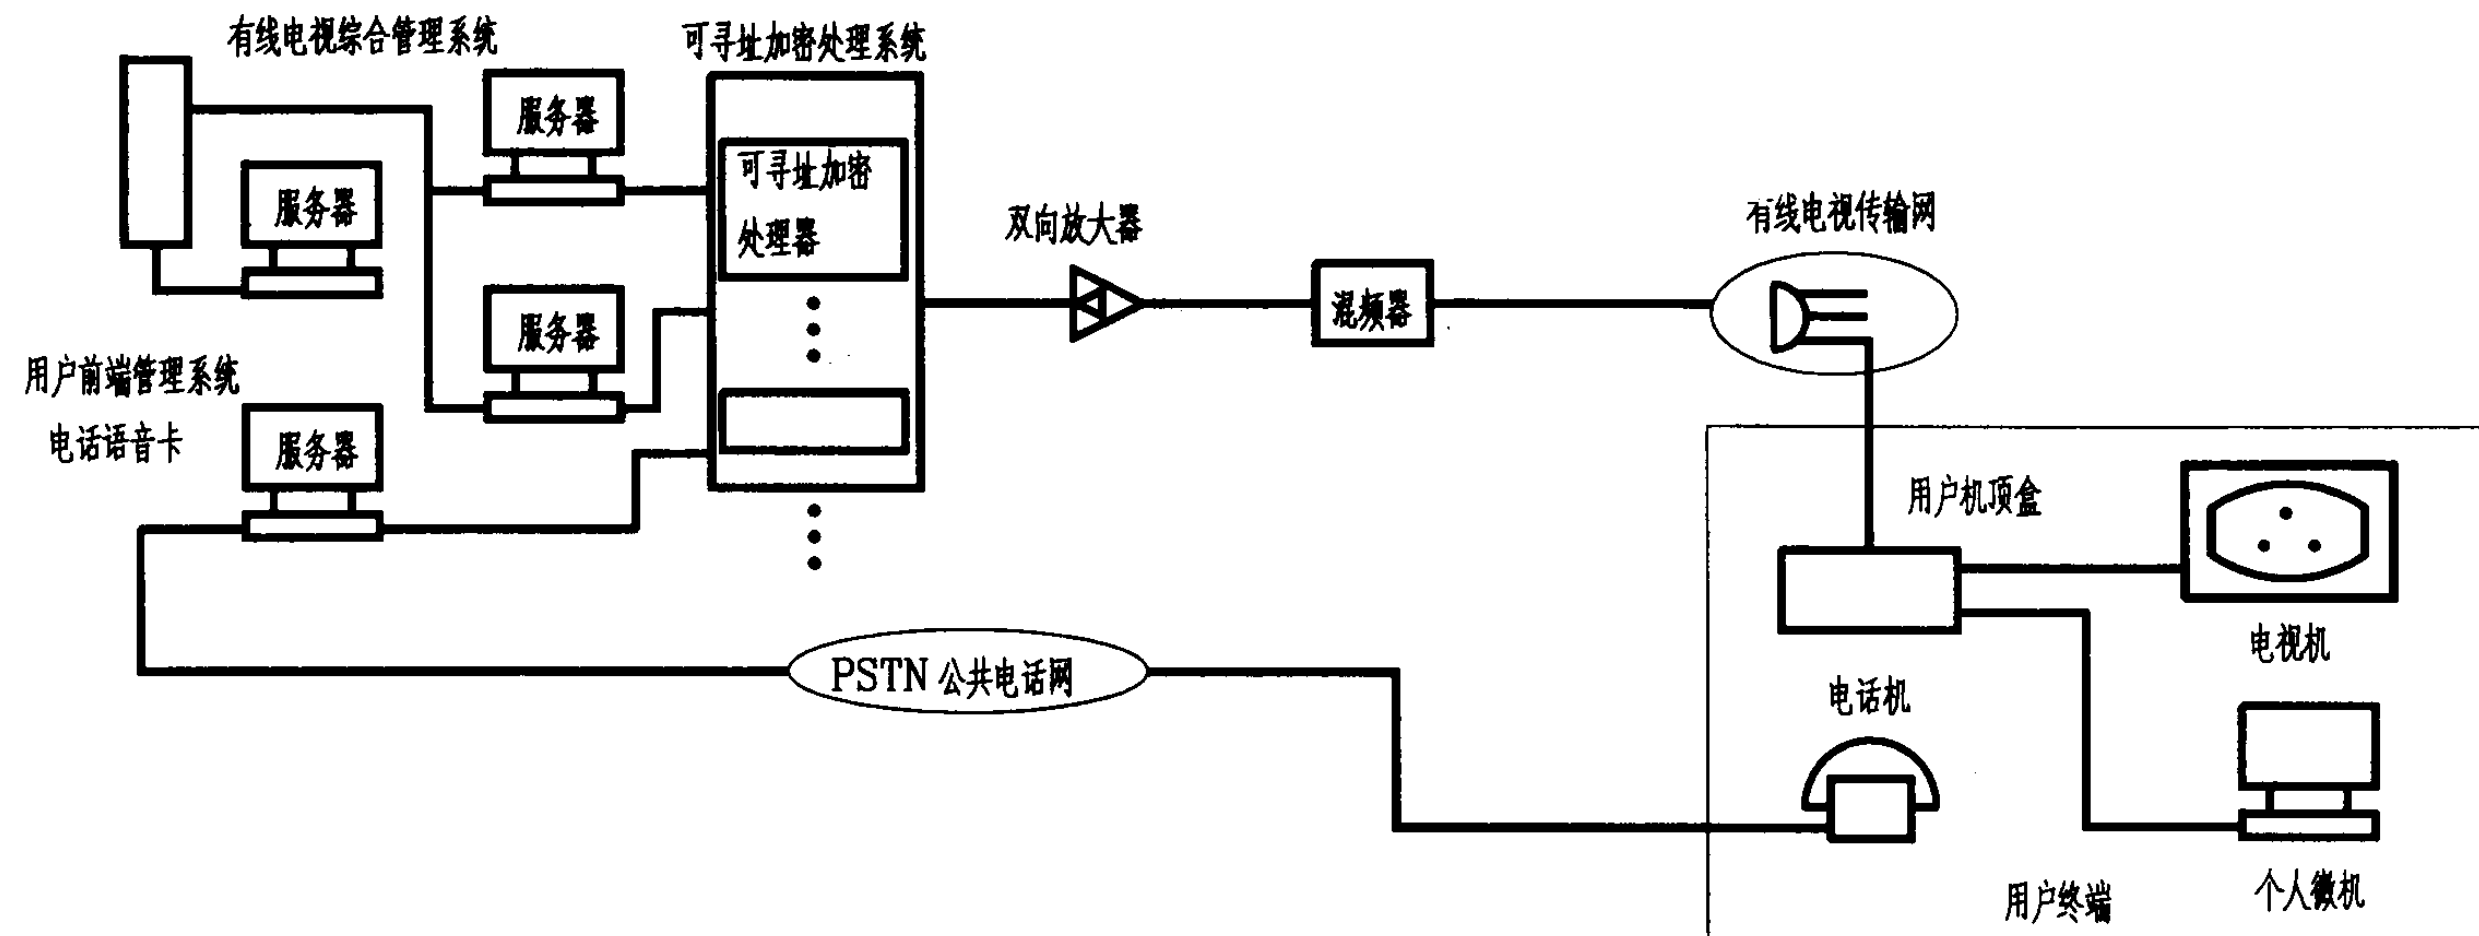 有线电视综合管理系统
可寻址加密处理系统
服务器
可寻址加密
处理器
服务器
双向放大器
有线电视传输网
混频器
服务器
用户前端管理系统
电话语音卡
服务器
用户机顶盒
电视机
PSTN 公共电话网
电话机
个人微机
用户终端